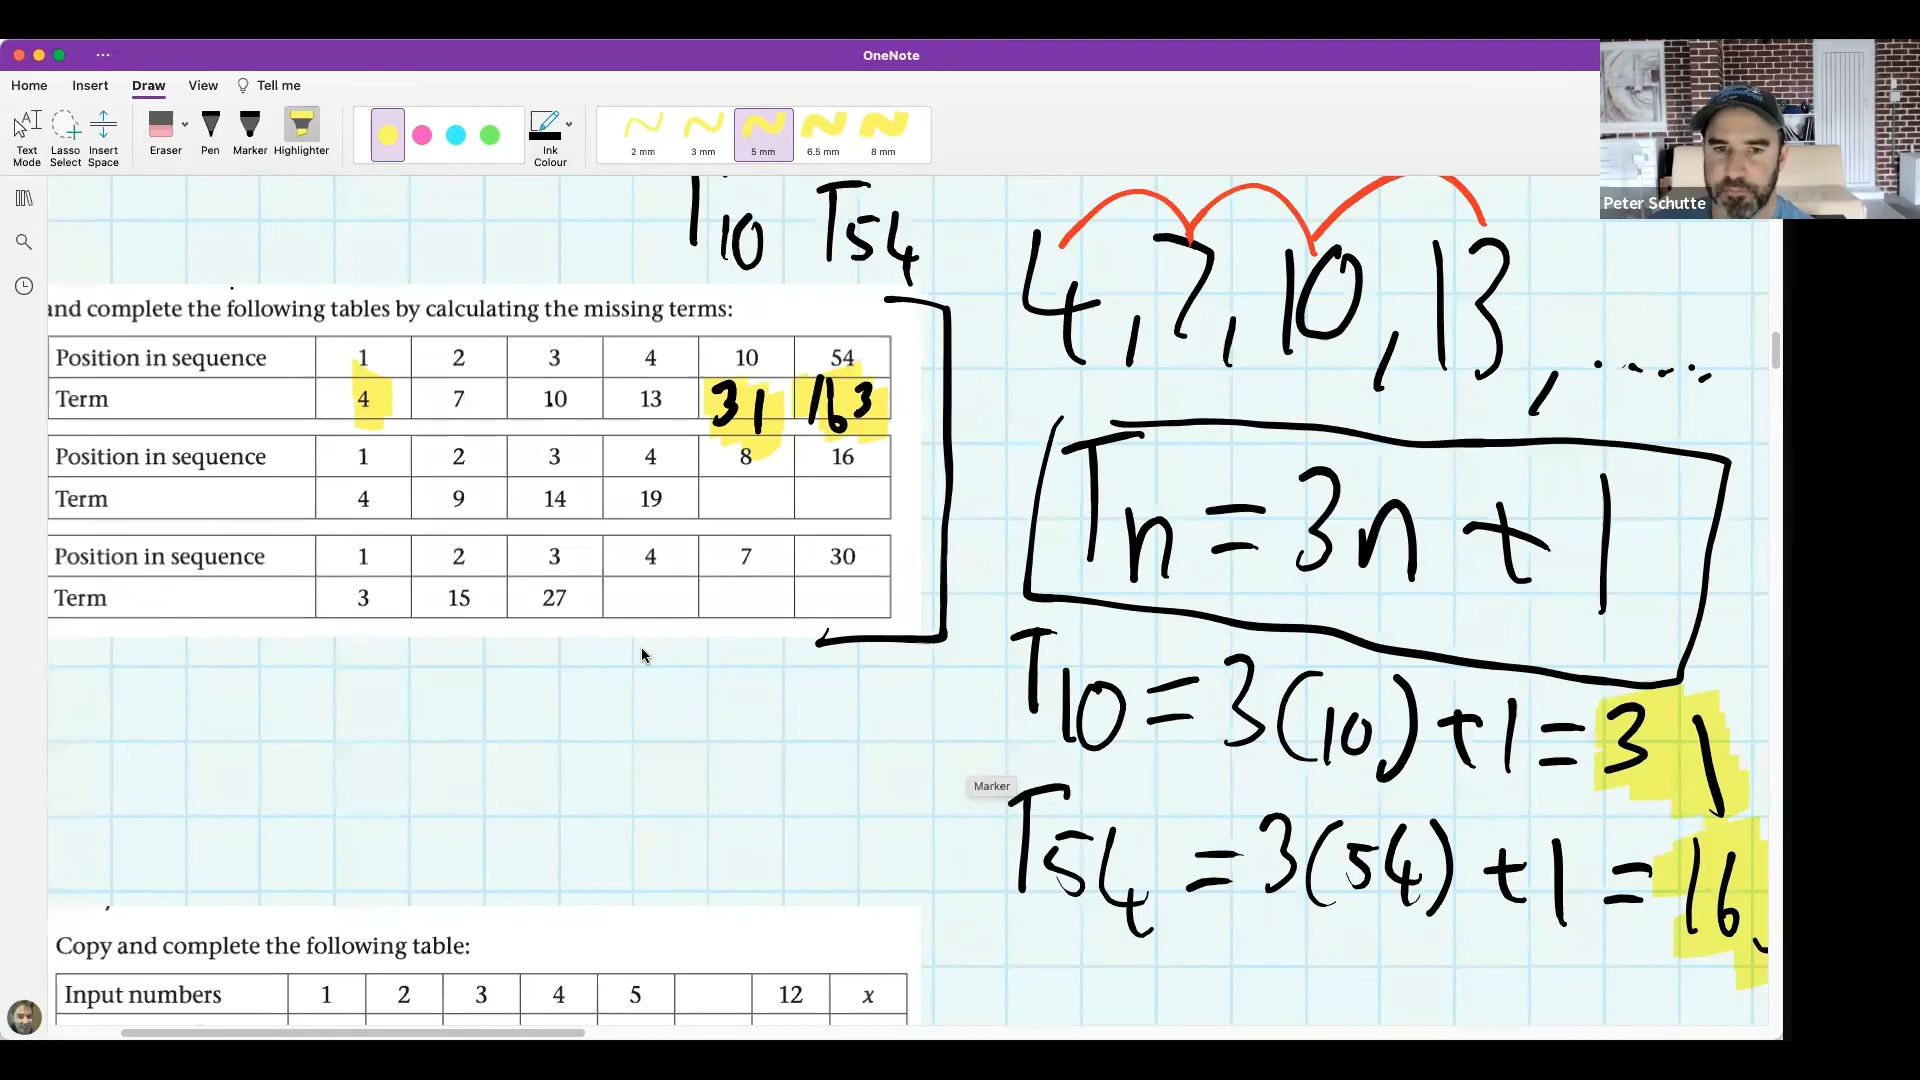 OneNote
Home Insert Draw View Tell me
Text Mode
Lasso Select
Insert Space
Eraser
Pen
Marker
Highlighter
Ink Colour
2 mm
3 mm
5 mm
6.5 mm
8 mm
Peter Schutte
T10 T54
4, 7, 10, 13, .....
and complete the following tables by calculating the missing terms:
Position in sequence 1 2 3 4 10 54
Term 4 7 10 13 31 163
Position in sequence 1 2 3 4 8 16
Term 4 9 14 19
Position in sequence 1 2 3 4 7 30
Term 3 15 27
Tn = 3n + 1
T10 = 3(10) + 1 = 31
Marker
T54 = 3(54) + 1 = 16
Copy and complete the following table:
Input numbers 1 2 3 4 5 12 x